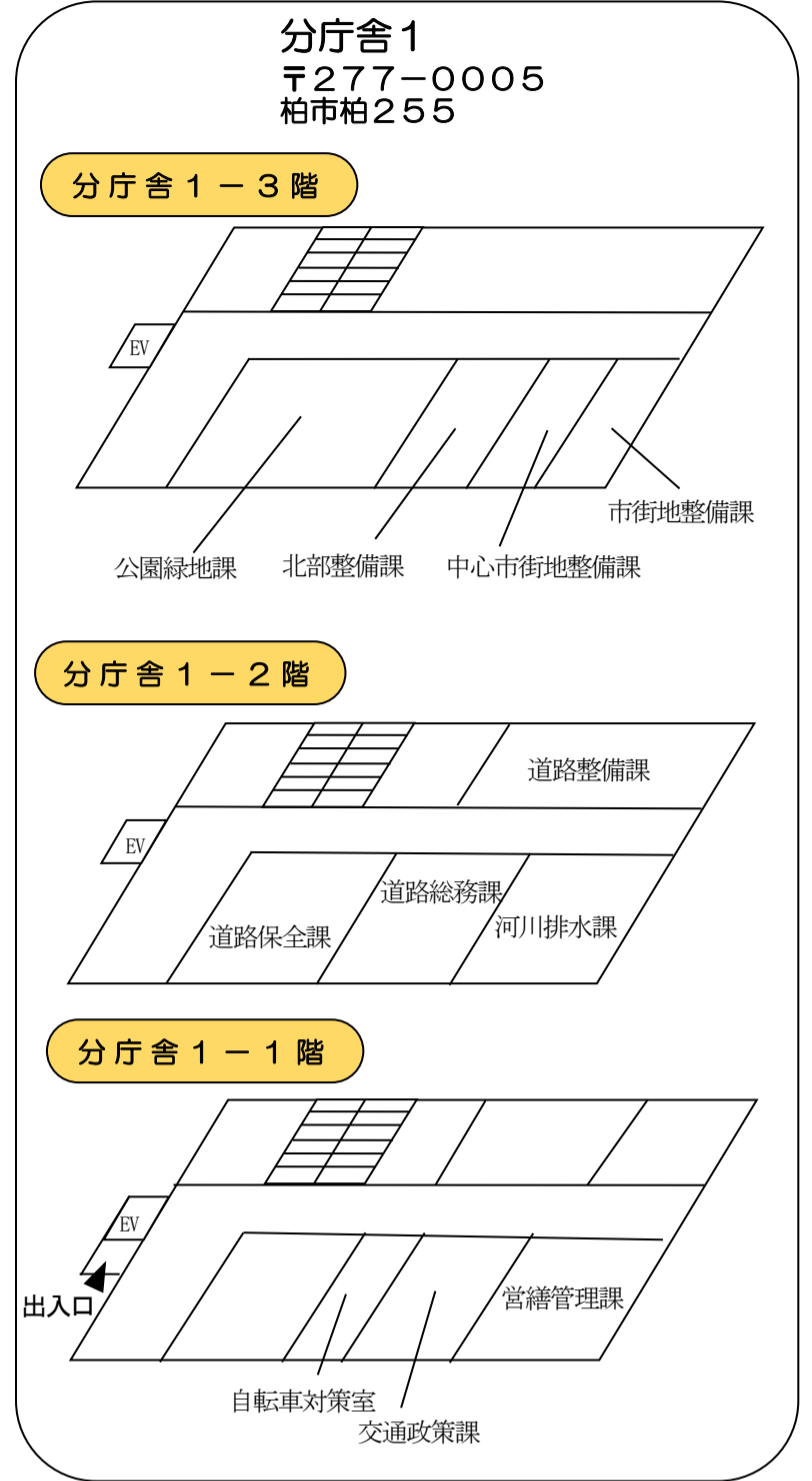 分庁舎１
〒２７７－０００５
柏市柏２５５
分庁舎１－３階
EV
市街地整備課
公園緑地課
北部整備課
中心市街地整備課
分庁舎１－２階
道路整備課
EV
道路総務課
河川排水課
道路保全課
分庁舎１－１階
EV
営繕管理課
出入口
自転車対策室
交通政策課